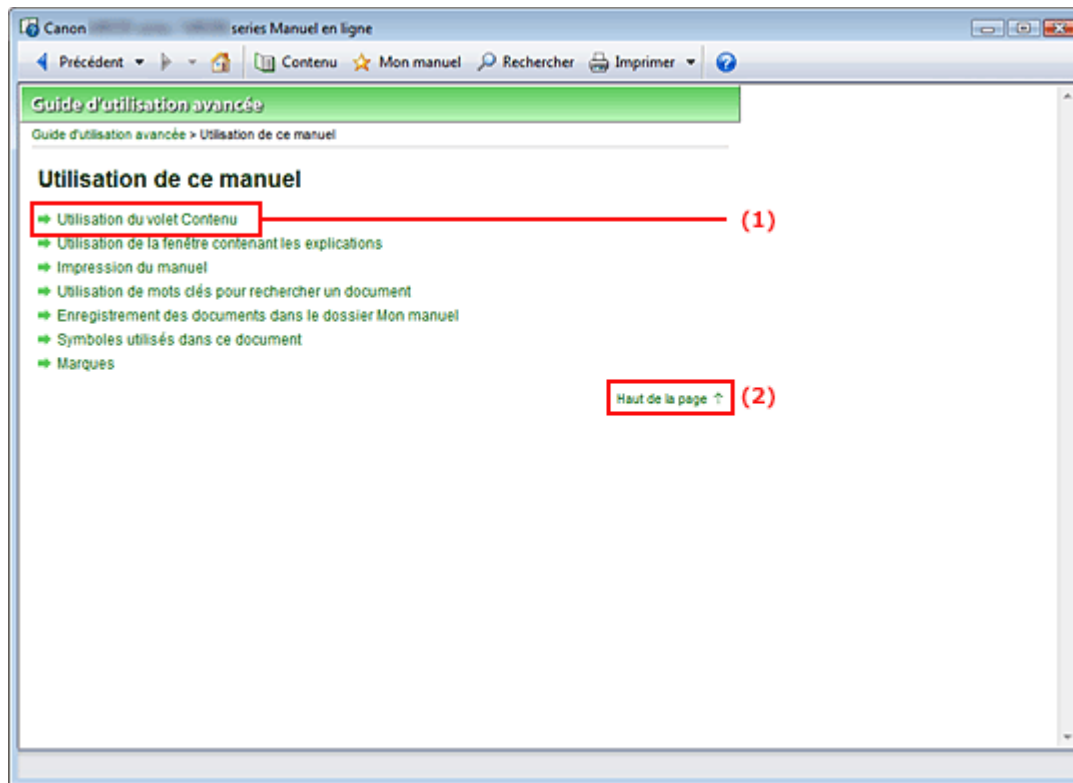 Canon series Manuel en ligne
Précédent Contenu Mon manuel Rechercher Imprimer
Guide d'utilisation avancée
Guide d'utilisation avancée > Utilisation de ce manuel
Utilisation de ce manuel
Utilisation du volet Contenu (1)
Utilisation de la fenêtre contenant les explications
Impression du manuel
Utilisation de mots clés pour rechercher un document
Enregistrement des documents dans le dossier Mon manuel
Symboles utilisés dans ce document
Marques
Haut de la page ↑ (2)